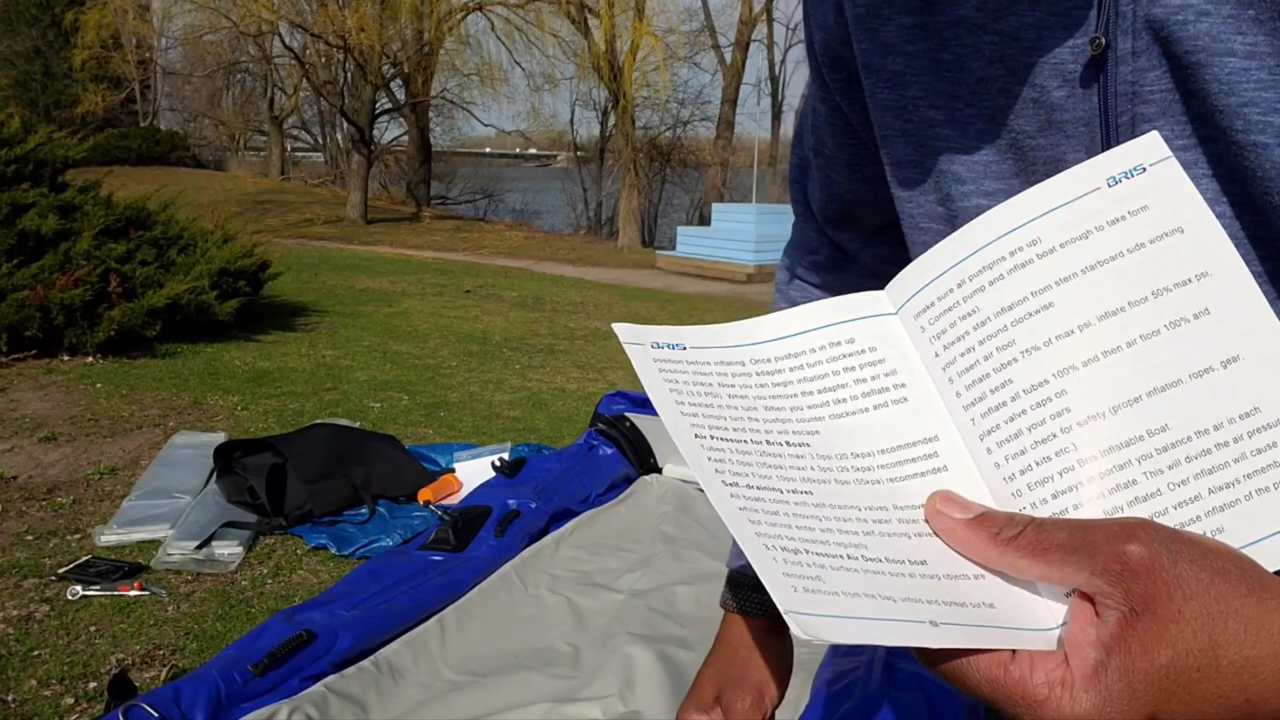 BRIS
position before inflating. Once pushpin is in the up
position insert the pump adapter and turn clockwise to
lock in place. Now you can begin inflation to the proper
PSI (3.0 PSI). When you remove the adapter, the air will
be sealed in the tube. When you would like to deflate the
boat simply turn the pushpin counter clockwise and lock
into place and the air will escape
Air Pressure for Bris Boats
Tubes 3.6psi (25kpa) max/ 3.0psi (20.5kpa) recommended
Keel 5.0psi (35kpa) max/ 4.3psi (29.5kpa) recommended
Air Deck Floor 10psi (68kpa)/ 8psi (55kpa) recommended
Self-draining valves
All boats come with self-draining valves. Remove
while boat is moving to drain the water. Water
but cannot enter with these self-draining valves
should be cleaned regularly
3.1 High Pressure Air Deck floor boat
1. Find a flat surface (make sure all sharp objects are
removed)
2. Remove from the bag, unfold and spread out flat
BRIS
(make sure all pushpins are up)
3. Connect pump and inflate boat enough to take form
(1psi or less).
4. Always start inflation from stern starboard side working
your way around clockwise
5. Insert air floor
6. Inflate tubes 75% of max psi, inflate floor 50% max psi,
Install seats
7. Inflate all tubes 100% and then air floor 100% and
place valve caps on
8. Install your oars
9. Final check for safety (proper inflation, ropes, gear,
1st aid kits etc.)
10. Enjoy you Bris Inflatable Boat.
** It is always important you balance the air in each
inflate. This will divide the air pressure
fully inflated. Over inflation will cause
your vessel. Always remember
cause inflation of the
psi